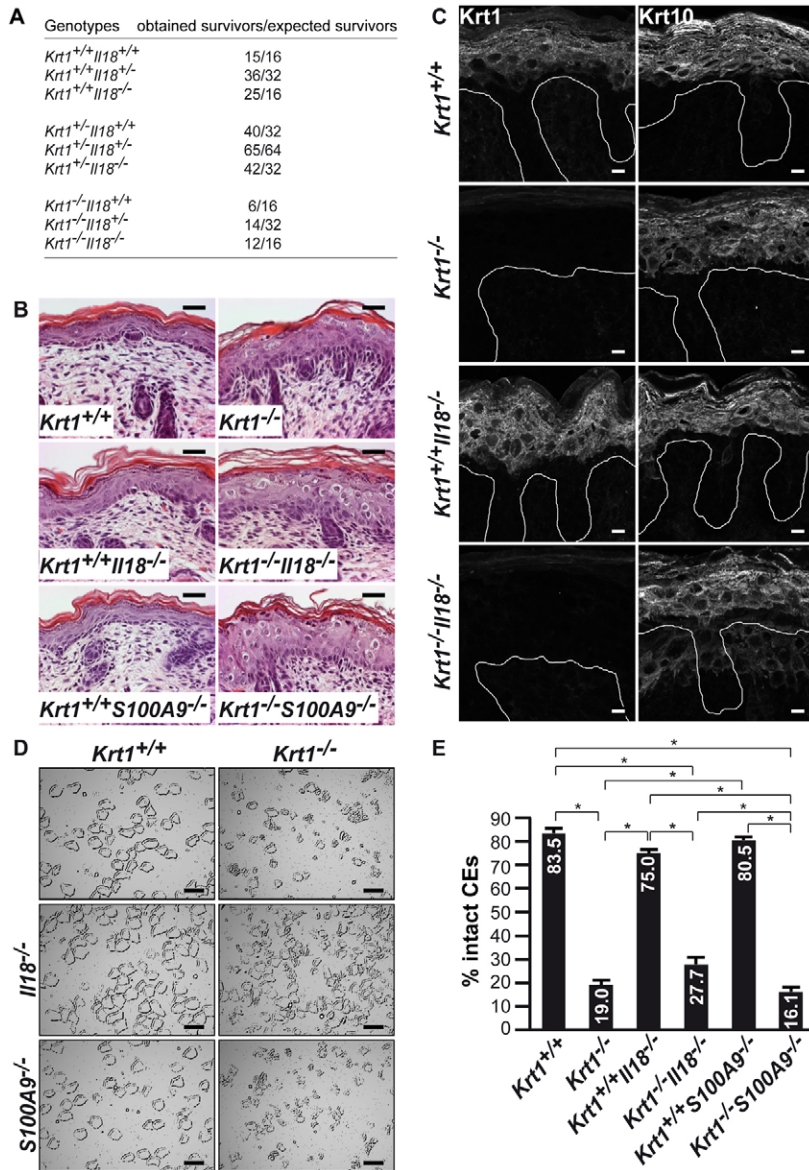 A
Genotypes obtained survivors/expected survivors
Krt1+/+Il18+/+ 15/16
Krt1+/+Il18+/- 36/32
Krt1+/+Il18-/- 25/16
Krt1+/-Il18+/+ 40/32
Krt1+/-Il18+/- 65/64
Krt1+/-Il18-/- 42/32
Krt1-/-Il18+/+ 6/16
Krt1-/-Il18+/- 14/32
Krt1-/-Il18-/- 12/16
B
Krt1+/+ Krt1-/-
Krt1+/+Il18-/- Krt1-/-Il18-/-
Krt1+/+S100A9-/- Krt1-/-S100A9-/-
C
Krt1 Krt10
Krt1+/+
Krt1-/-
Krt1+/+Il18-/-
Krt1-/-Il18-/-
D
Krt1+/+ Krt1-/-
Il18-/-
S100A9-/-
E
* 
*
* 
* 
* * * * *
% intact CEs
90
80
70
60
50
40
30
20
10
0
83.5
19.0
75.0
27.7
80.5
16.1
Krt1+/+
Krt1-/-
Krt1+/+Il18-/-
Krt1-/-Il18-/-
Krt1+/+S100A9-/-
Krt1-/-S100A9-/-